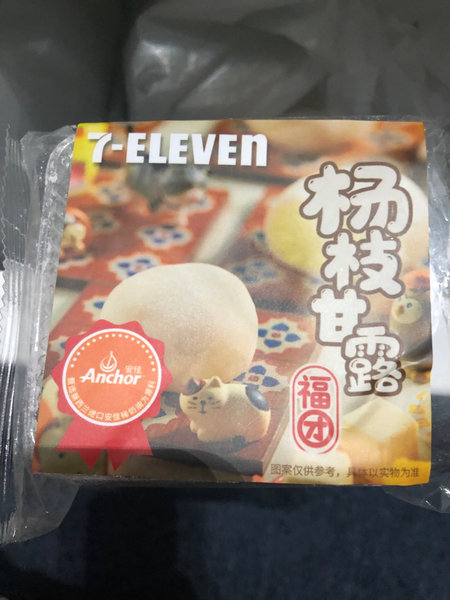 7-ELEVEn
杨枝甘露
福团
安佳
Anchor
图案仅供参考，具体以实物为准